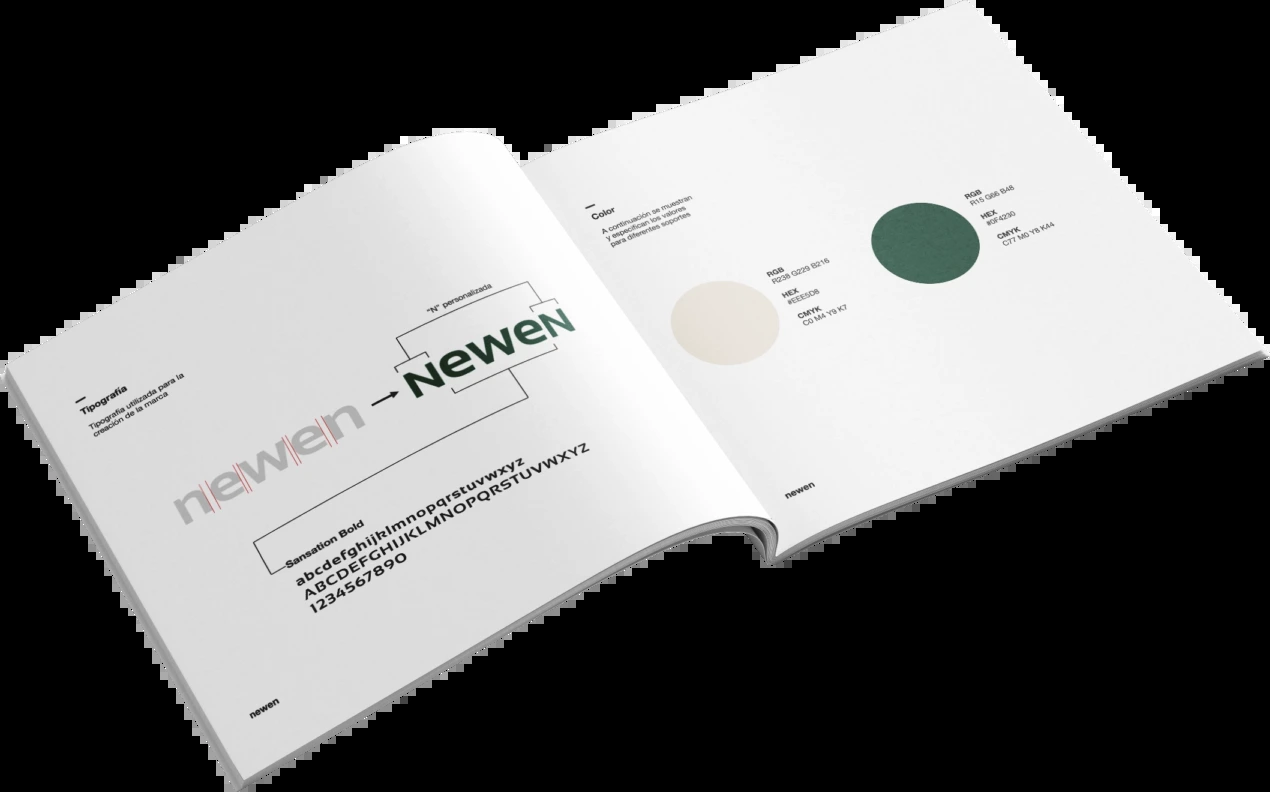 Tipografía
Tipografía utilizada para la
creación de la marca
newen
"N" personalizada
NeweN
Sansation Bold
abcdefghijklmnopqrstuvwxyz
ABCDEFGHIJKLMNOPQRSTUVWXYZ
1234567890
newen
Color
A continuación se muestran
y especifican los valores
para diferentes soportes
RGB
R238 G229 B216
HEX
#EEE5D8
CMYK
C0 M4 Y9 K7
RGB
R15 G66 B48
HEX
#0F4230
CMYK
C77 M0 Y8 K44
newen